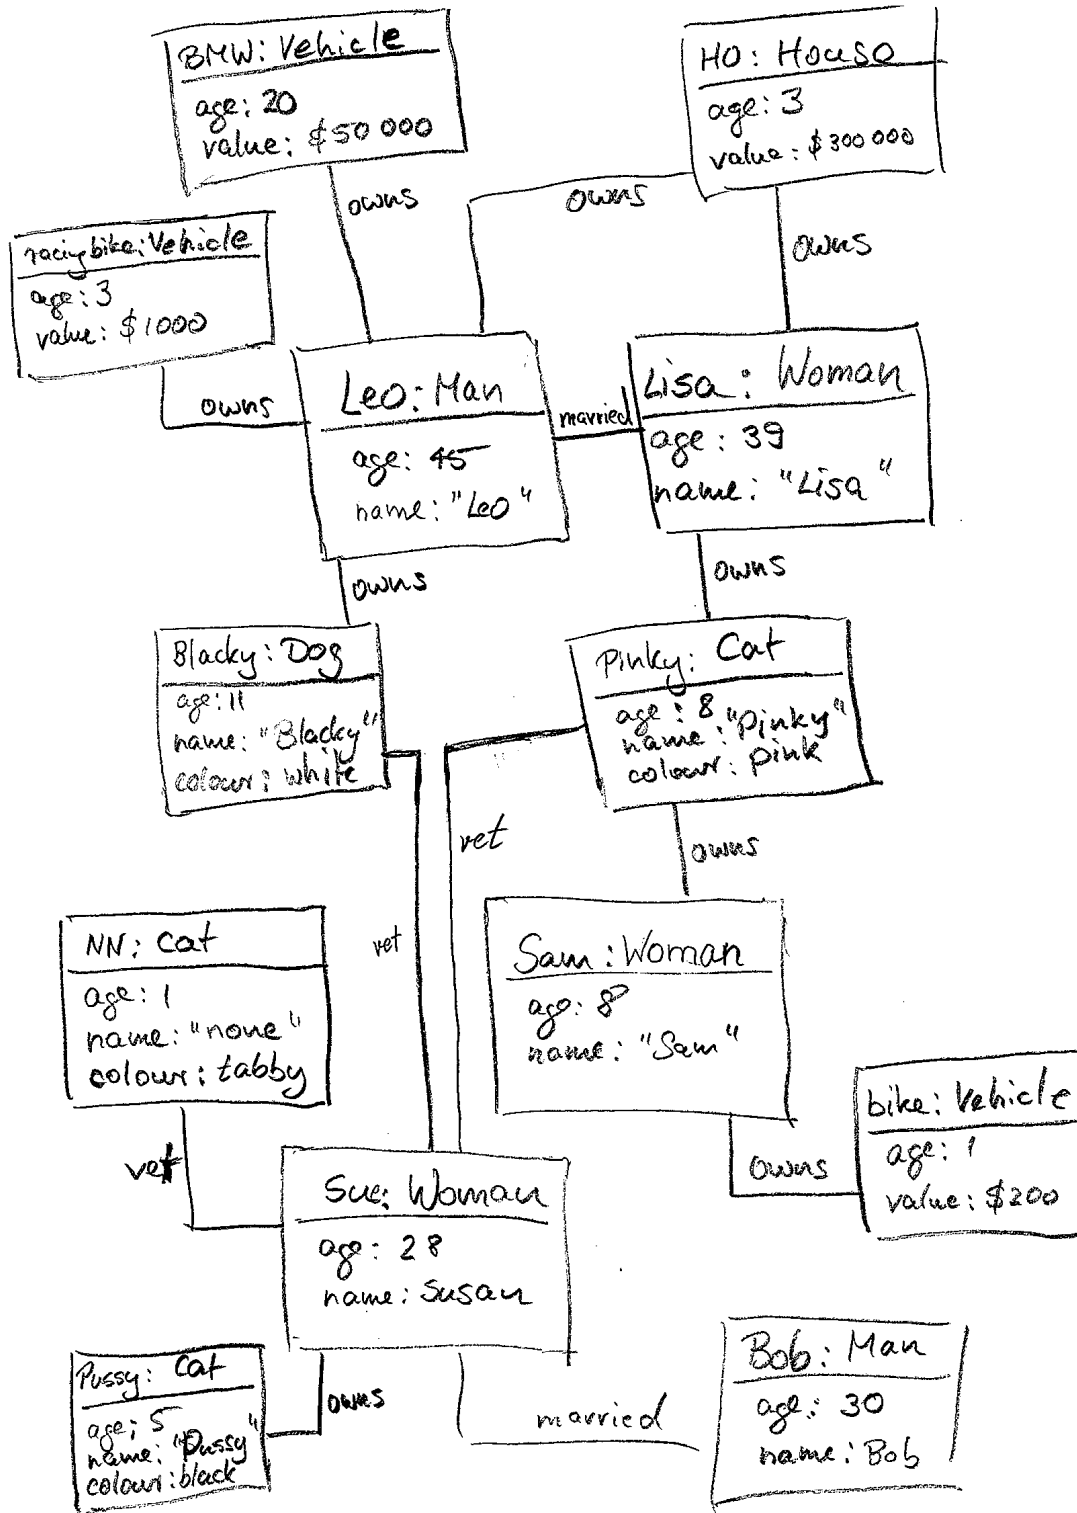 BMW: Vehicle
age: 20
value: $50 000
HO: House
age: 3
value: $300 000
owns
owns
owns
racingbike: Vehicle
age: 3
value: $1000
owns
Leo: Man
age: 45
name: "Leo"
married
Lisa: Woman
age: 39
name: "Lisa"
owns
owns
Blacky: Dog
age: 11
name: "Blacky"
colour: white
Pinky: Cat
age: 8
name: "Pinky"
colour: pink
vet
vet
owns
NN: Cat
age: 1
name: "none"
colour: tabby
Sam: Woman
age: 8
name: "Sam"
bike: Vehicle
age: 1
value: $200
owns
vet
Sue: Woman
age: 28
name: Susan
Pussy: Cat
age: 5
name: "Pussy"
colour: black
owns
married
Bob: Man
age: 30
name: Bob